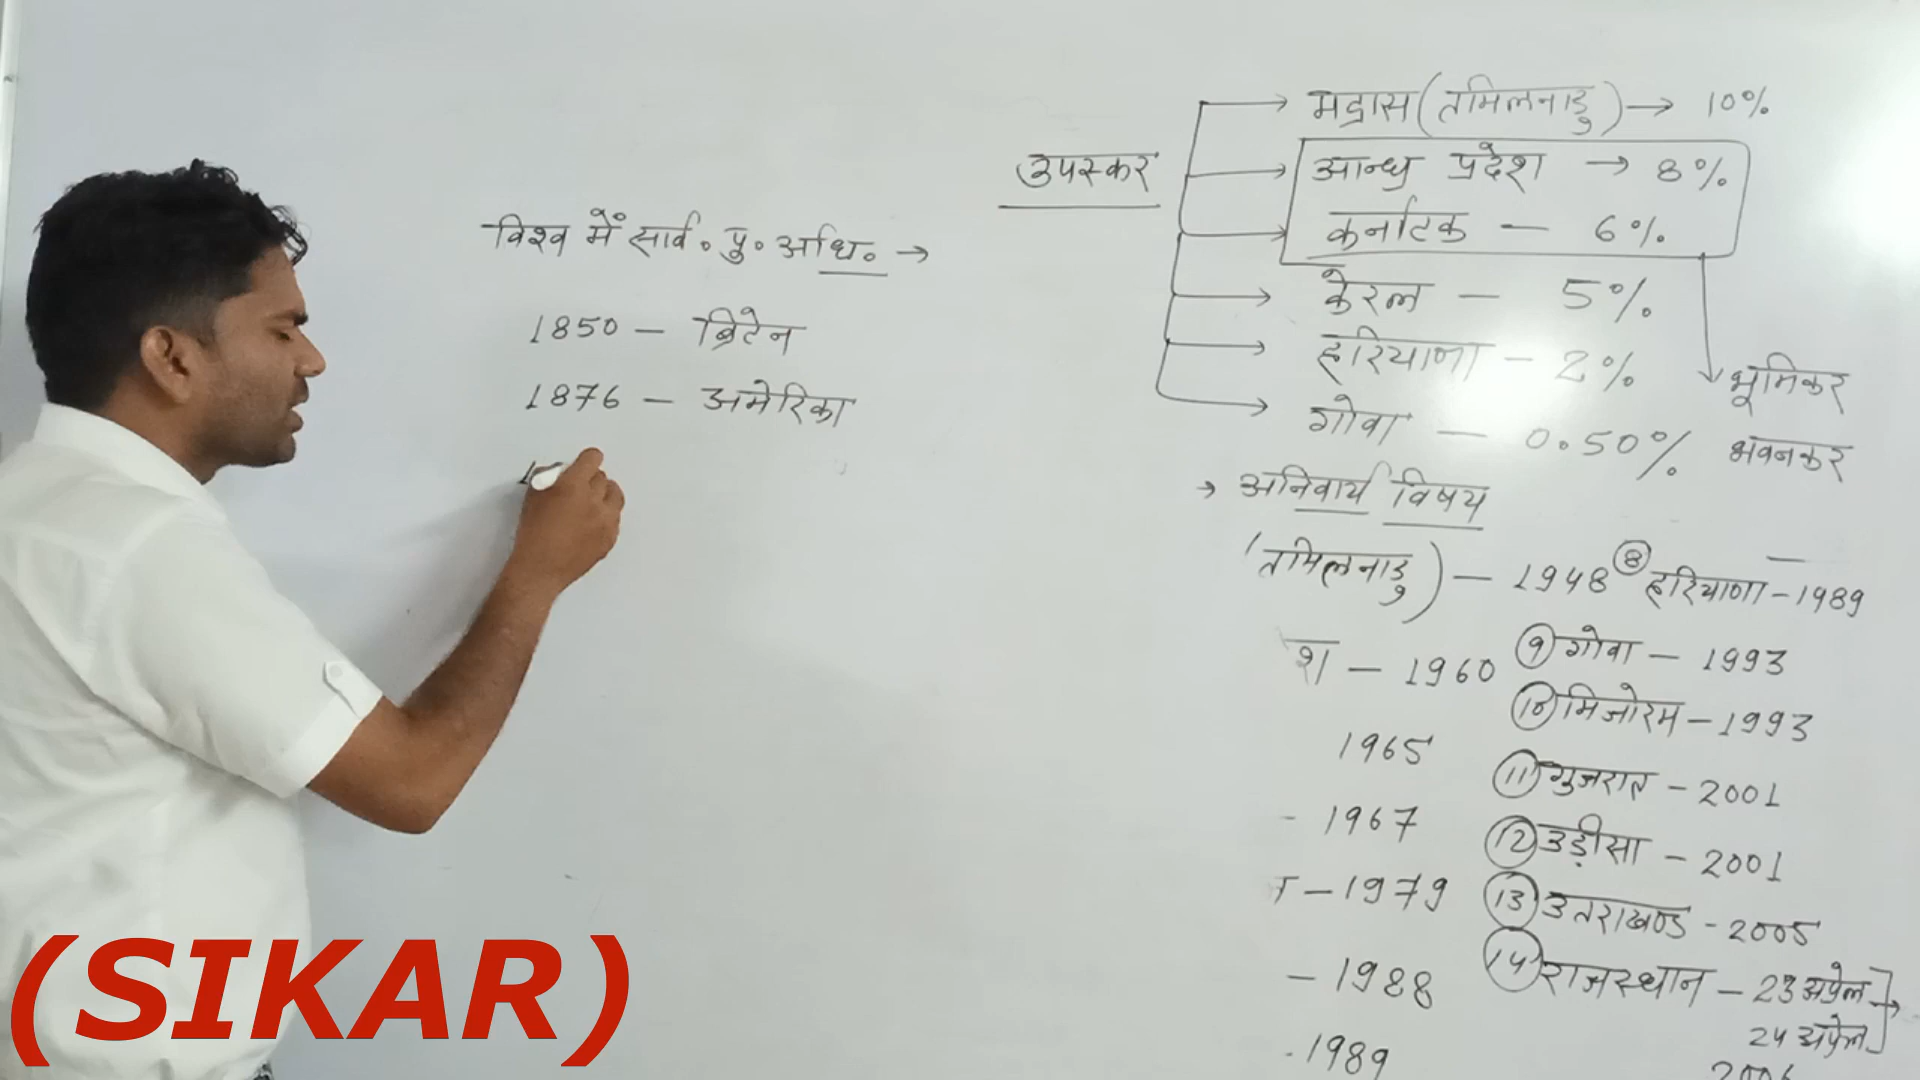 विश्व में सार्व. पु. अधि. →
1850 - ब्रिटेन
1876 - अमेरिका
उपस्कर
मद्रास (तमिलनाडु) → 10%
आन्ध्र प्रदेश → 8%
कर्नाटक - 6%
केरल - 5%
हरियाणा - 2%
गोवा - 0.50%
भूमिकर
भवनकर
→ अनिवार्य विषय
(तमिलनाडु) - 1948
श - 1960
1965
- 1967
- 1979
- 1988
- 1989
⑧ हरियाणा - 1989
⑨ गोवा - 1993
⑩ मिजोरम - 1993
⑪ गुजरात - 2001
⑫ उड़ीसा - 2001
⑬ उत्तराखण्ड - 2005
⑭ राजस्थान - 23 अप्रैल
24 अप्रैल
2006
(SIKAR)